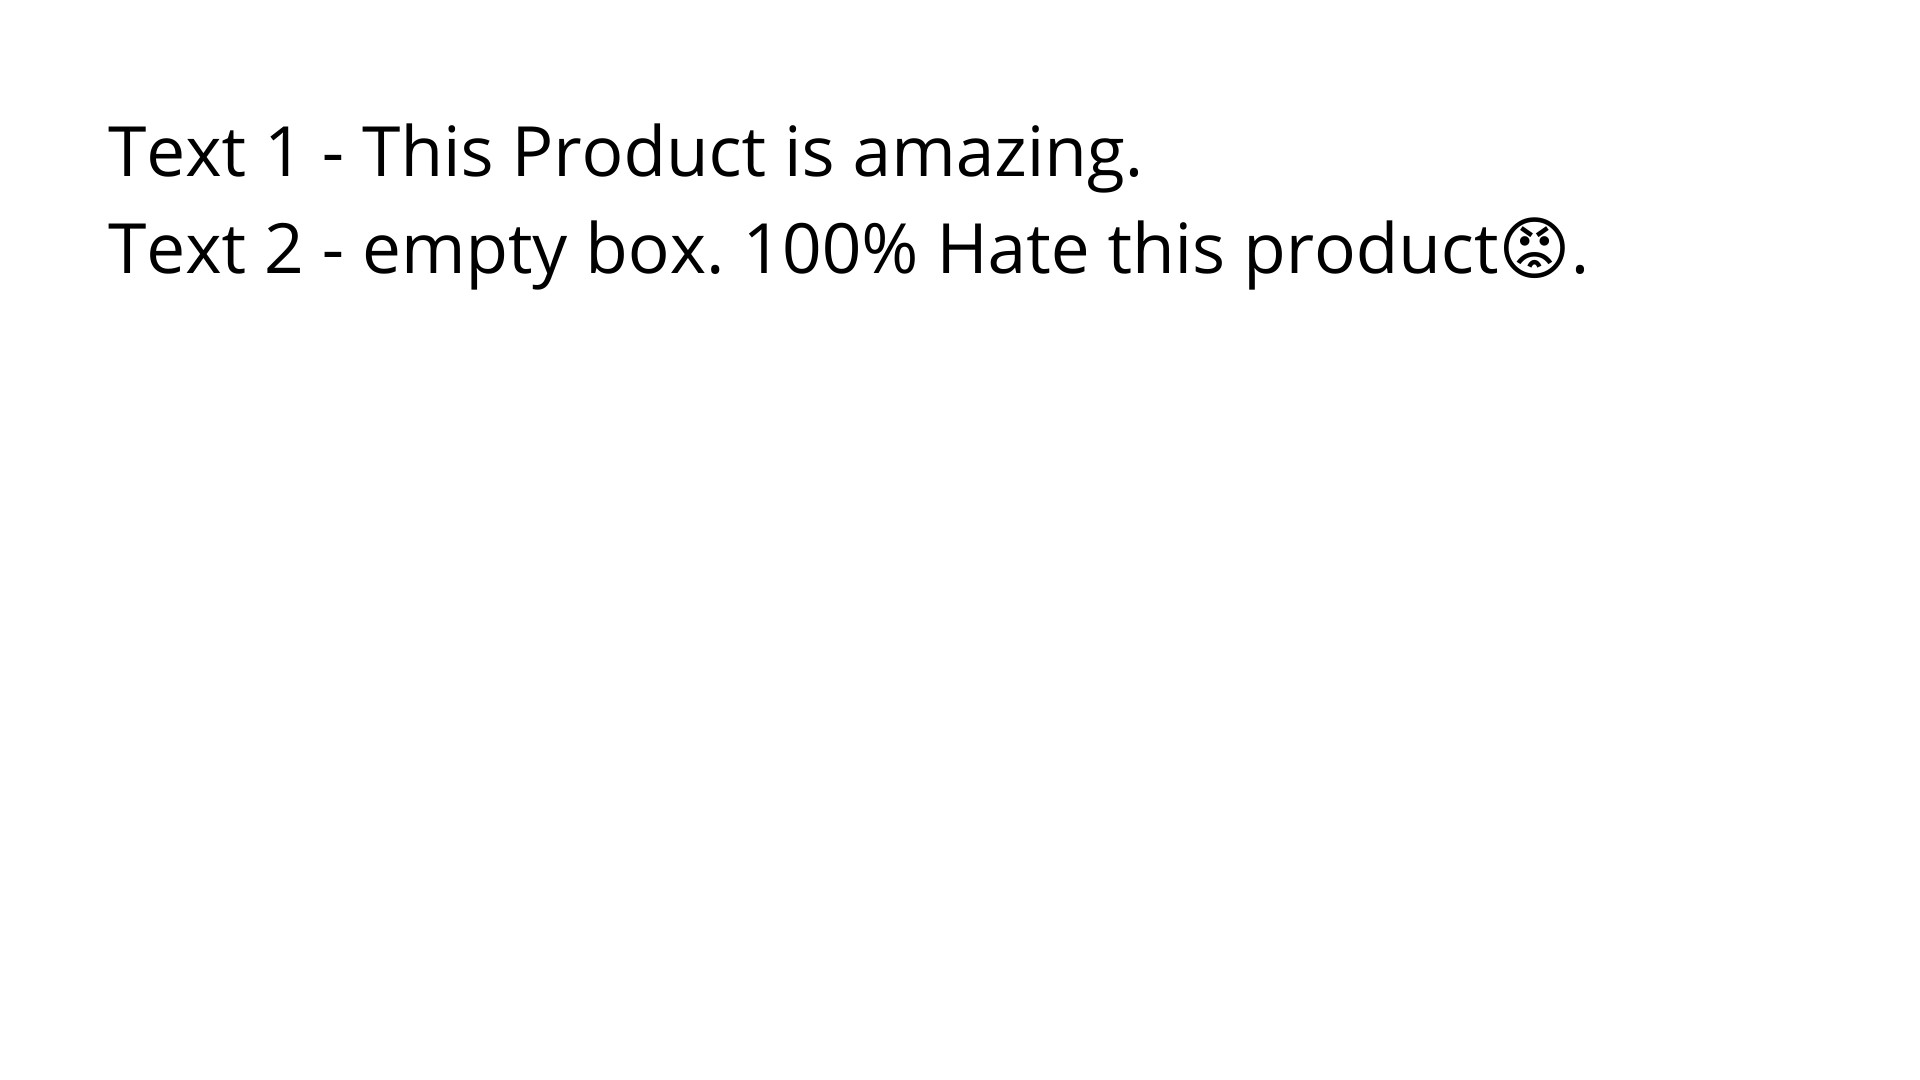 Text 1 - This Product is amazing.
Text 2 - empty box. 100% Hate this product😡.